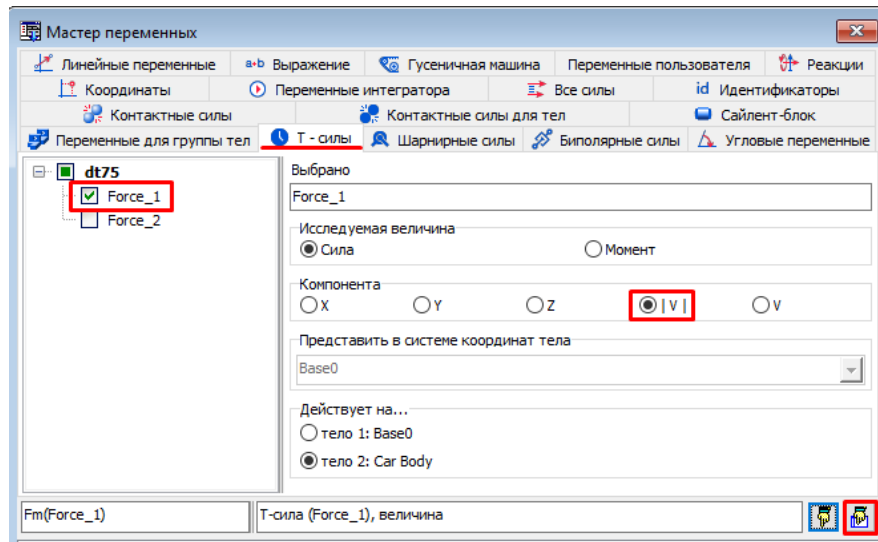 Мастер переменных
Линейные переменные a+b Выражение Гусеничная машина Переменные пользователя Реакции
Координаты Переменные интегратора Все силы id Идентификаторы
Контактные силы Контактные силы для тел Сайлент-блок
Переменные для группы тел Т - силы Шарнирные силы Биполярные силы Угловые переменные
dt75
Force_1
Force_2
Выбрано
Force_1
Исследуемая величина
Сила Момент
Компонента
X Y Z | V | V
Представить в системе координат тела
Base0
Действует на...
тело 1: Base0
тело 2: Car Body
Fm(Force_1) Т-сила (Force_1), величина